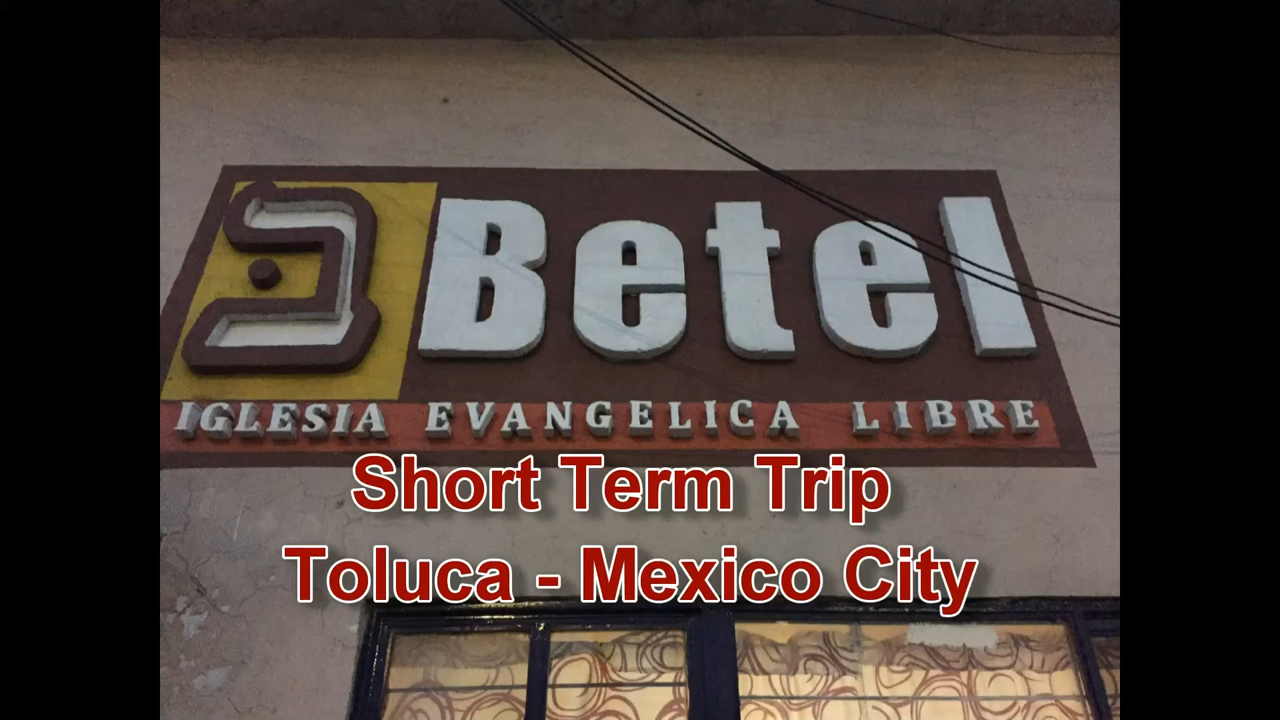 בּ Betel
IGLESIA EVANGELICA LIBRE
Short Term Trip
Toluca - Mexico City